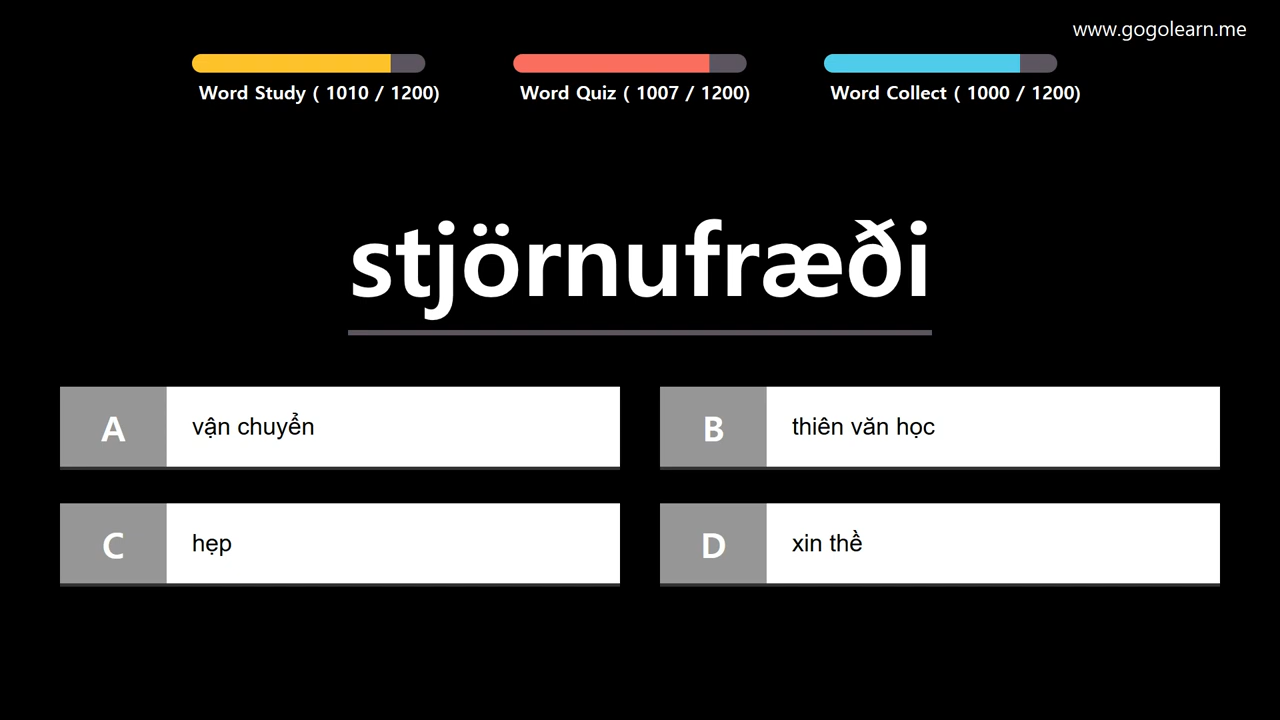 www.gogolearn.me
Word Study ( 1010 / 1200)
Word Quiz ( 1007 / 1200)
Word Collect ( 1000 / 1200)
stjörnufræði
A
vận chuyển
B
thiên văn học
C
hẹp
D
xin thề